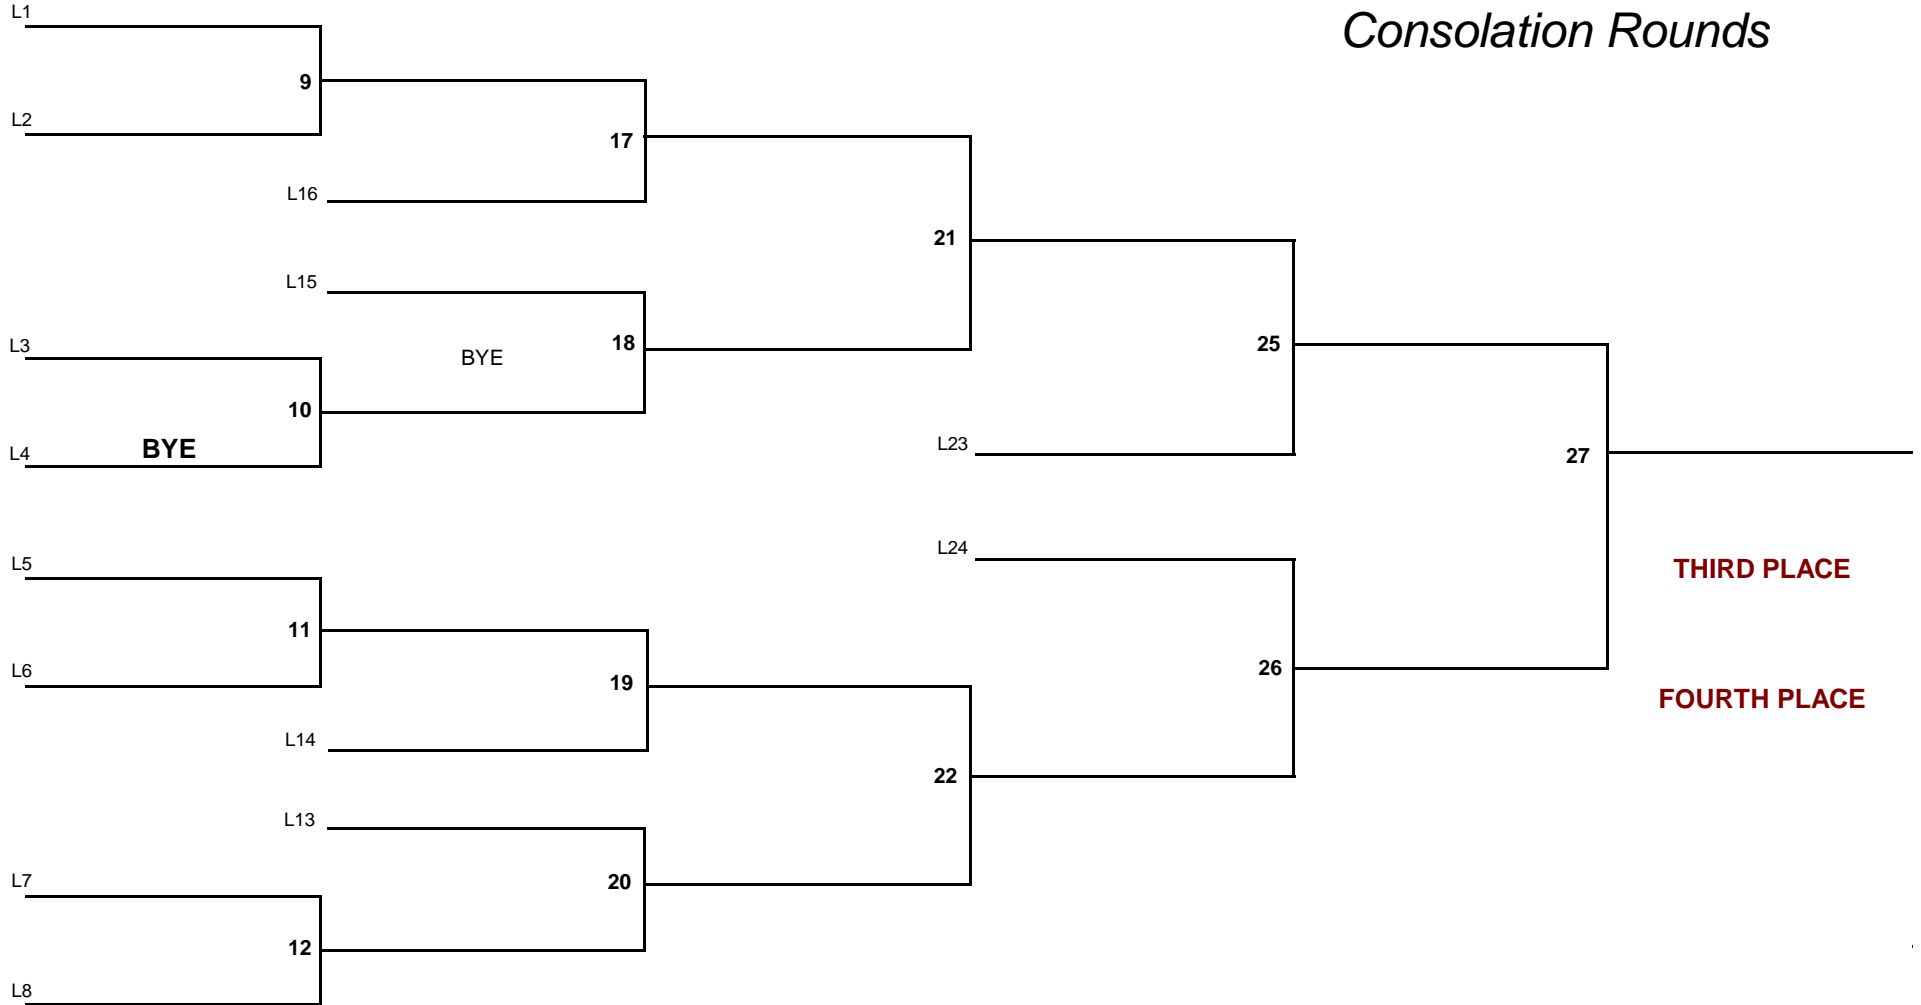 L1
Consolation Rounds
9
L2
17
L16
21
L15
L3
18
25
BYE
10
L4
BYE
L23
27
L24
L5
THIRD PLACE
11
L6
26
19
FOURTH PLACE
L14
22
L13
L7
20
12
L8